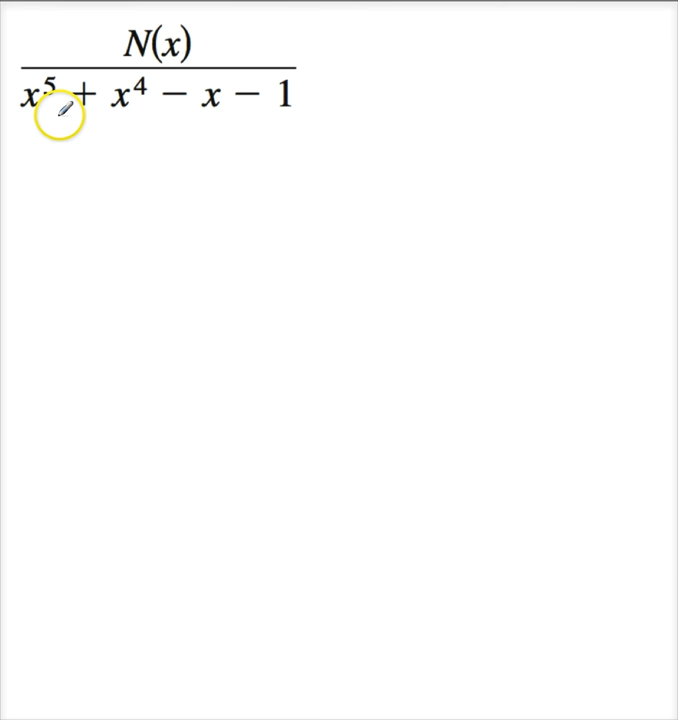 N(x)
x⁵ + x⁴ − x − 1